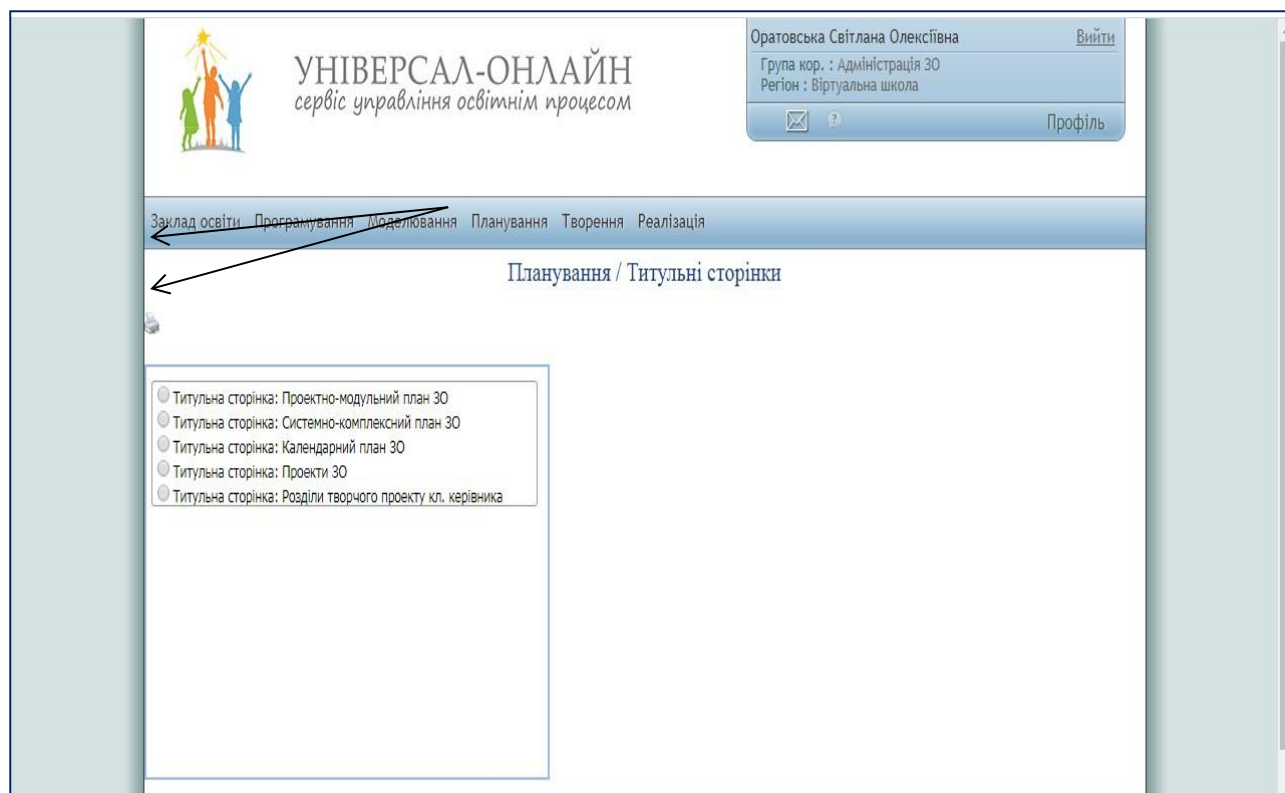 УНІВЕРСАЛ-ОНЛАЙН
сервіс управління освітнім процесом
Оратовська Світлана Олексіївна Вийти
Група кор. : Адміністрація ЗО
Регіон : Віртуальна школа
Профіль
Заклад освіти Програмування Моделювання Планування Творення Реалізація
Планування / Титульні сторінки
Титульна сторінка: Проектно-модульний план ЗО
Титульна сторінка: Системно-комплексний план ЗО
Титульна сторінка: Календарний план ЗО
Титульна сторінка: Проекти ЗО
Титульна сторінка: Розділи творчого проекту кл. керівника